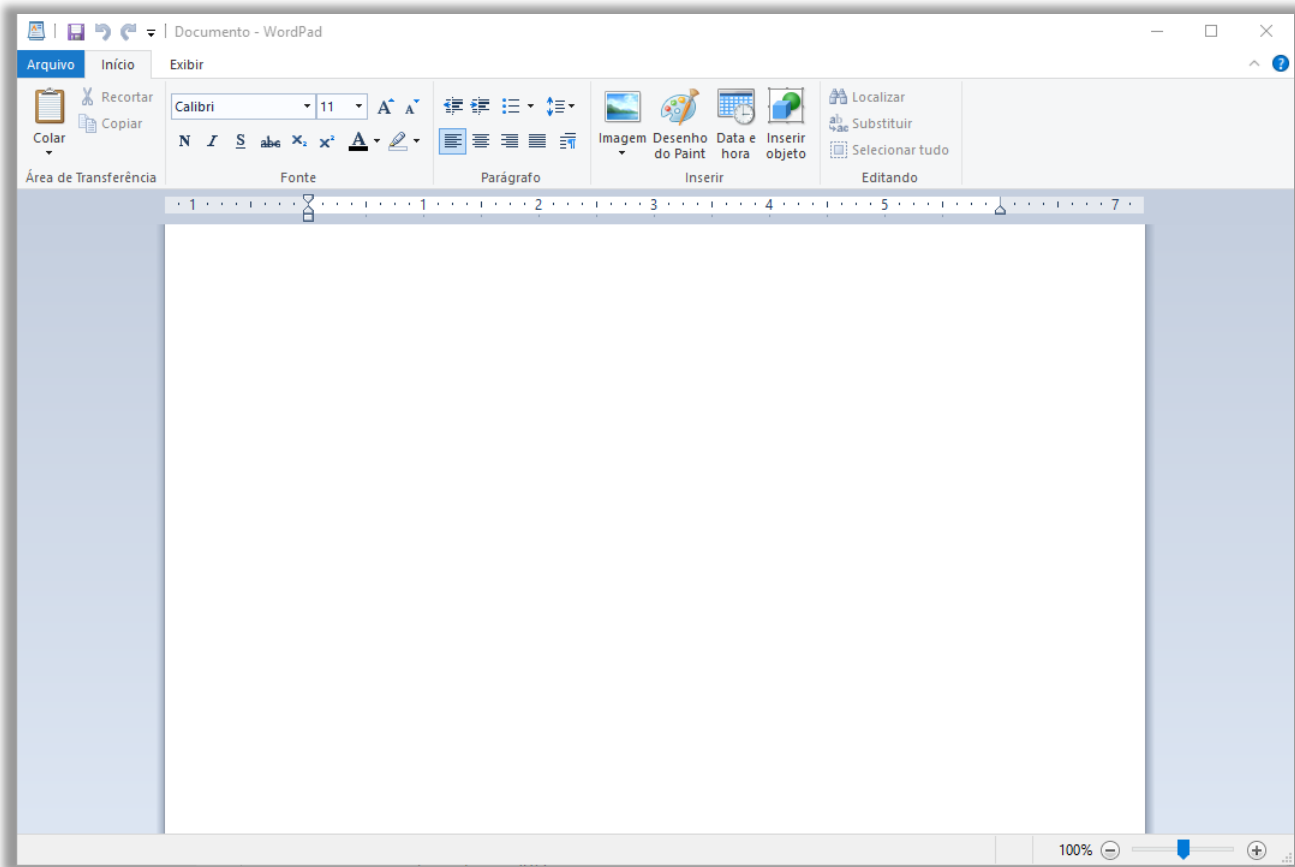 Documento - WordPad
Arquivo Início Exibir
Recortar
Copiar
Colar
Área de Transferência
Calibri 11 A A
N I S abc X₂ x² A
Fonte
Parágrafo
Imagem Desenho do Paint Data e hora Inserir objeto
Inserir
Localizar
Substituir
Selecionar tudo
Editando
1 1 2 3 4 5 7
100%